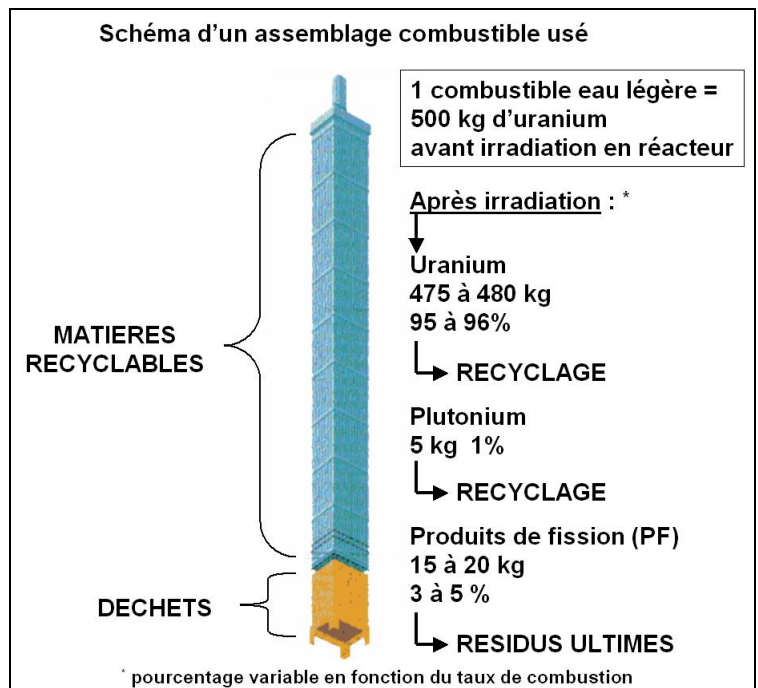 Schéma d'un assemblage combustible usé
1 combustible eau légère =
500 kg d'uranium
avant irradiation en réacteur
Après irradiation : *
Uranium
475 à 480 kg
95 à 96%
RECYCLAGE
MATIERES
RECYCLABLES
Plutonium
5 kg 1%
RECYCLAGE
Produits de fission (PF)
15 à 20 kg
3 à 5 %
DECHETS
RESIDUS ULTIMES
* pourcentage variable en fonction du taux de combustion